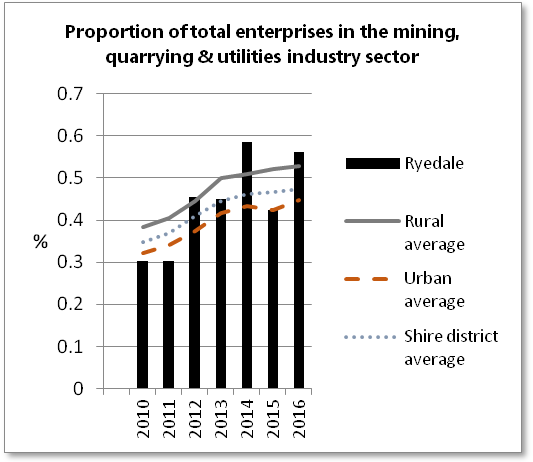 Proportion of total enterprises in the mining,
quarrying & utilities industry sector
0.7
0.6
0.5
0.4
0.3
0.2
0.1
0
%
2010
2011
2012
2013
2014
2015
2016
Ryedale
Rural
average
Urban
average
Shire district
average